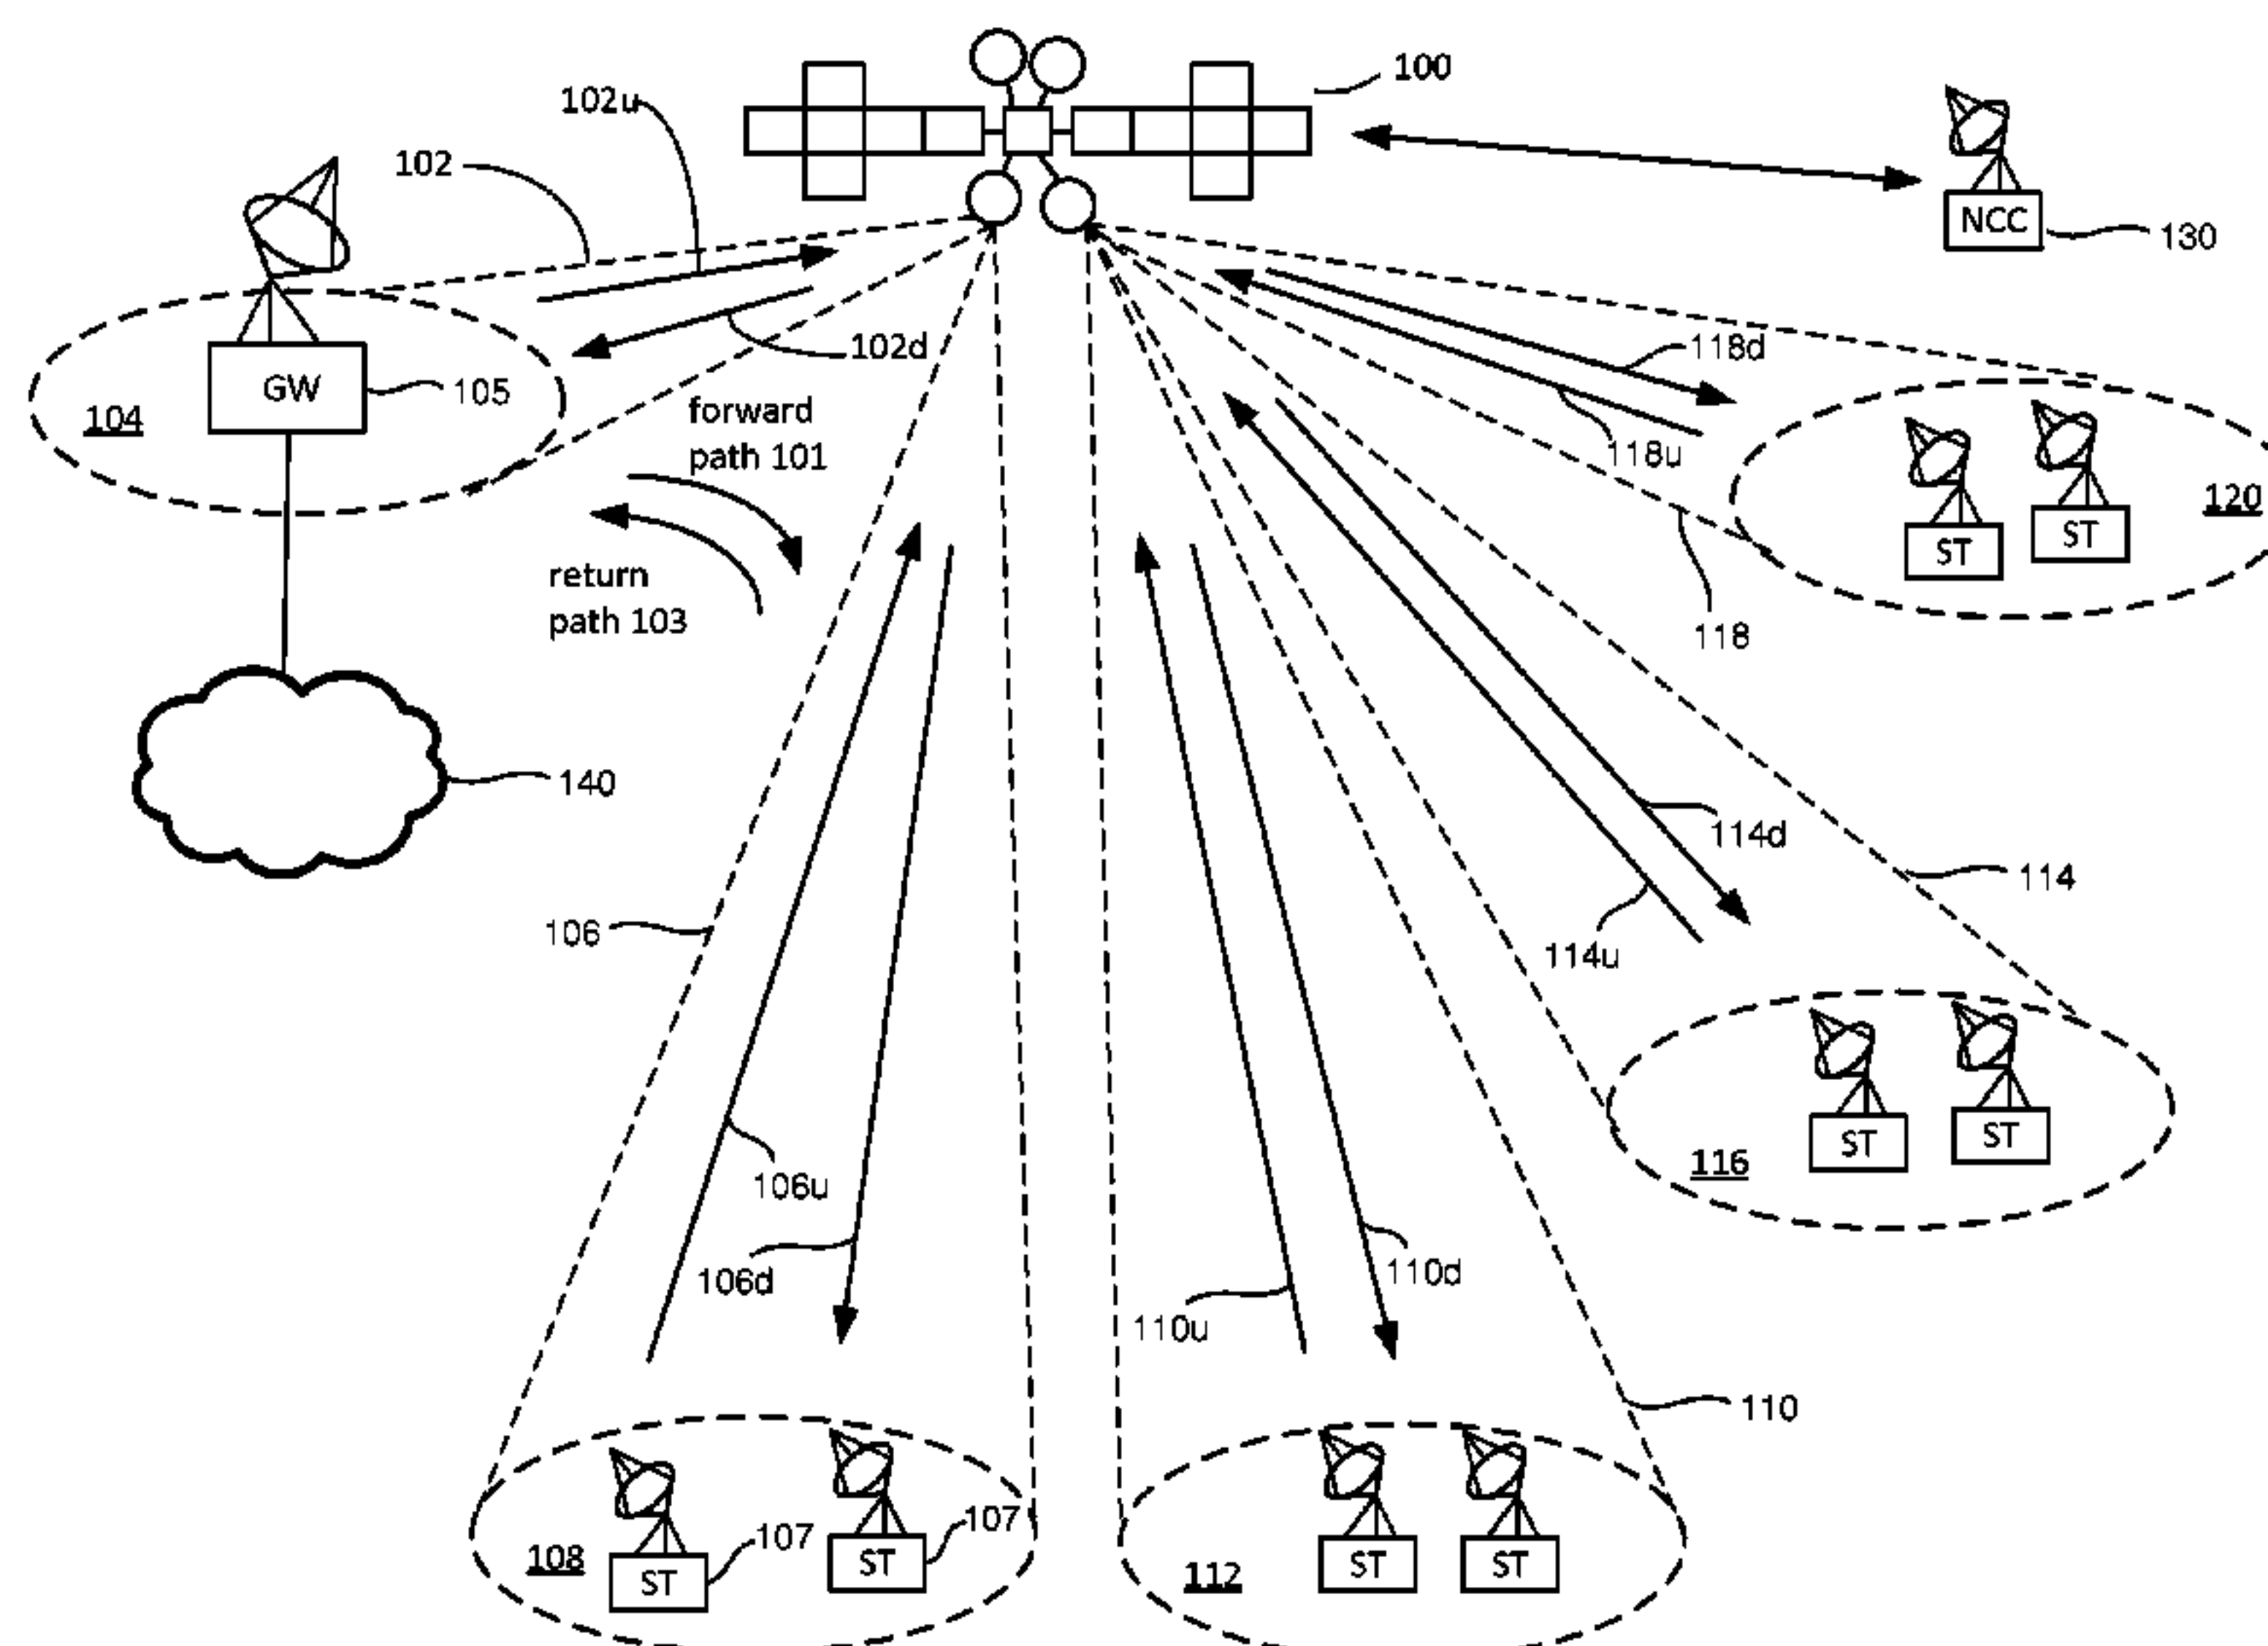 100
102u
102
NCC
130
102d
118d
GW
105
104
forward
path 101
118u
120
ST
ST
return
path 103
118
140
114d
114
106
114u
ST
ST
116
106u
106d
110d
110u
110
107
107
108
ST
ST
112
ST
ST